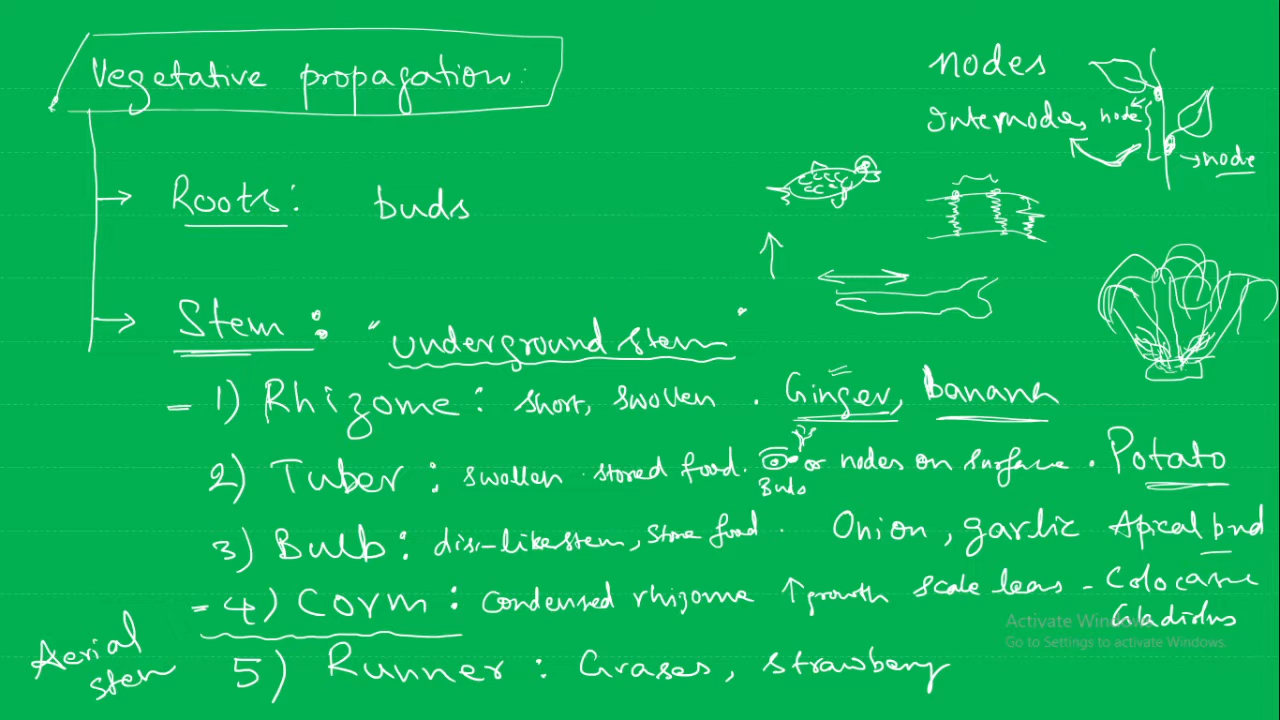 Vegetative propagation:
nodes
Internodes
node
node
Roots: buds
Stem: "underground stem"
1) Rhizome: short, swollen. Ginger, banana
2) Tuber: swollen. stored food. or nodes on surface. Potato
Buds
3) Bulb: disc-like stem, store food. Onion, garlic Apical bud
4) Corm: Condensed rhizome ↑growth scale leaves - Colocasia
Gladiolus
Aerial stem
5) Runner: Grases, strawberry
Activate Windows
Go to Settings to activate Windows.